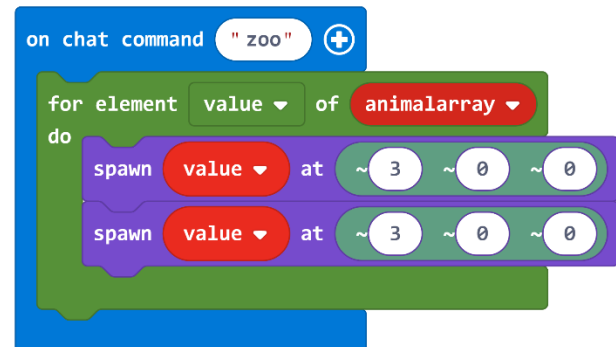 on chat command "zoo"
for element value of animalarray
do
spawn value at ~ 3 ~ 0 ~ 0
spawn value at ~ 3 ~ 0 ~ 0